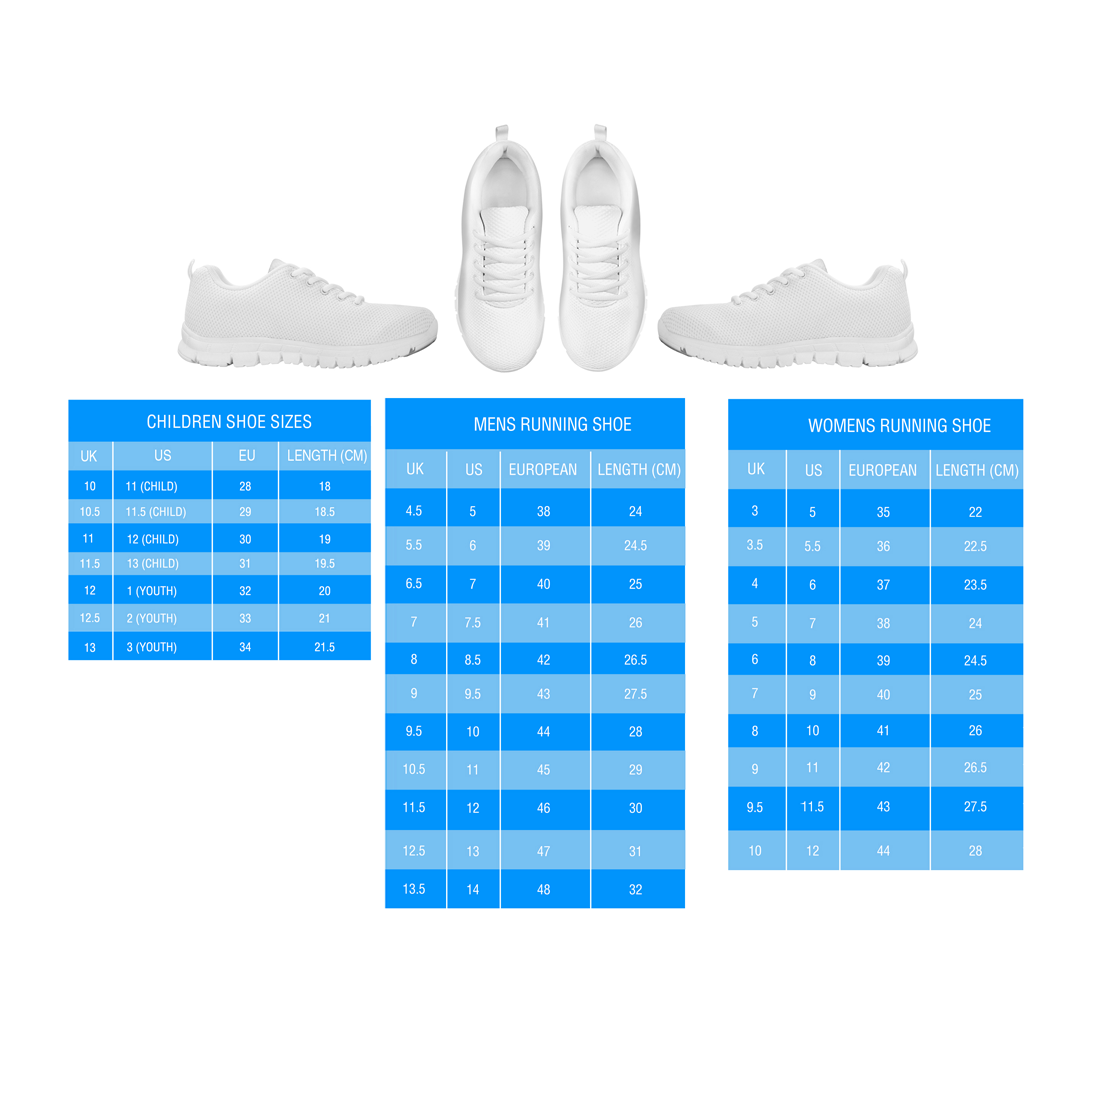 CHILDREN SHOE SIZES
UK US EU LENGTH (CM)
10 11 (CHILD) 28 18
10.5 11.5 (CHILD) 29 18.5
11 12 (CHILD) 30 19
11.5 13 (CHILD) 31 19.5
12 1 (YOUTH) 32 20
12.5 2 (YOUTH) 33 21
13 3 (YOUTH) 34 21.5
MENS RUNNING SHOE
UK US EUROPEAN LENGTH (CM)
4.5 5 38 24
5.5 6 39 24.5
6.5 7 40 25
7 7.5 41 26
8 8.5 42 26.5
9 9.5 43 27.5
9.5 10 44 28
10.5 11 45 29
11.5 12 46 30
12.5 13 47 31
13.5 14 48 32
WOMENS RUNNING SHOE
UK US EUROPEAN LENGTH (CM)
3 5 35 22
3.5 5.5 36 22.5
4 6 37 23.5
5 7 38 24
6 8 39 24.5
7 9 40 25
8 10 41 26
9 11 42 26.5
9.5 11.5 43 27.5
10 12 44 28